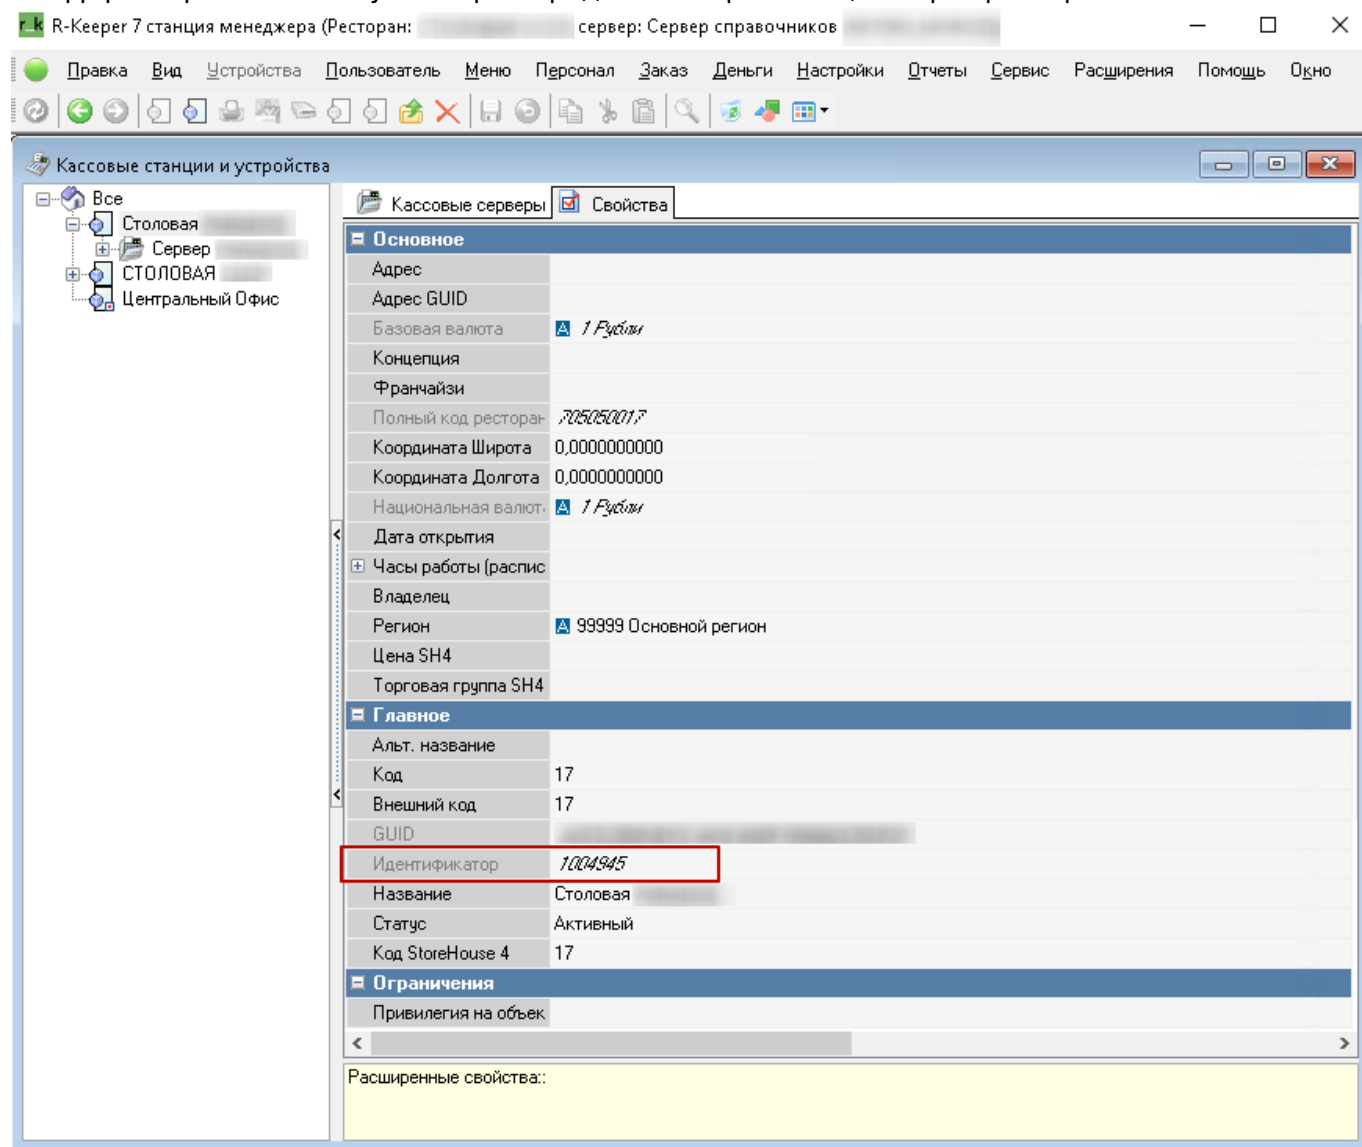 r_k R-Keeper 7 станция менеджера (Ресторан: сервер: Сервер справочников
Правка Вид Устройства Пользователь Меню Персонал Заказ Деньги Настройки Отчеты Сервис Расширения Помощь Окно
Кассовые станции и устройства
Все
Столовая
Сервер
СТОЛОВАЯ
Центральный Офис
Кассовые серверы Свойства
Основное
Адрес
Адрес GUID
Базовая валюта A 1 Рубли
Концепция
Франчайзи
Полный код ресторан 705050017
Координата Широта 0,0000000000
Координата Долгота 0,0000000000
Национальная валют A 1 Рубли
Дата открытия
Часы работы (распис
Владелец
Регион A 99999 Основной регион
Цена SH4
Торговая группа SH4
Главное
Альт. название
Код 17
Внешний код 17
GUID
Идентификатор 1004945
Название Столовая
Статус Активный
Код StoreHouse 4 17
Ограничения
Привилегия на объек
Расширенные свойства::